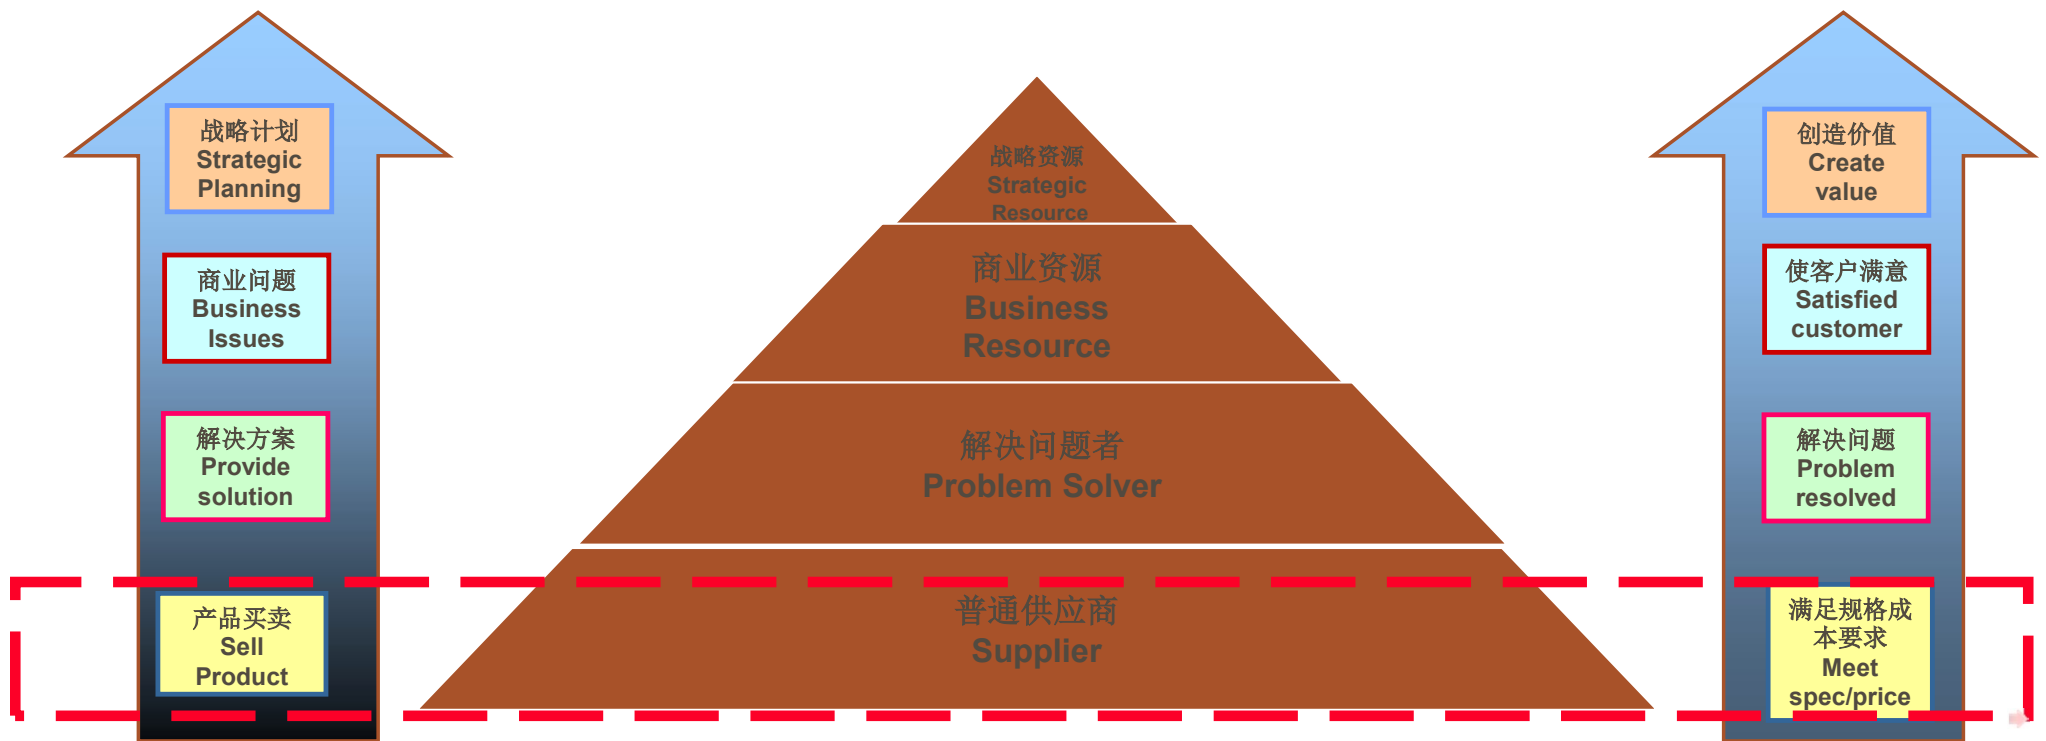 战略计划
Strategic
Planning
商业问题
Business
Issues
解决方案
Provide
solution
产品买卖
Sell
Product
战略资源
Strategic
Resource
商业资源
Business
Resource
解决问题者
Problem Solver
普通供应商
Supplier
创造价值
Create
value
使客户满意
Satisfied
customer
解决问题
Problem
resolved
满足规格成
本要求
Meet
spec/price